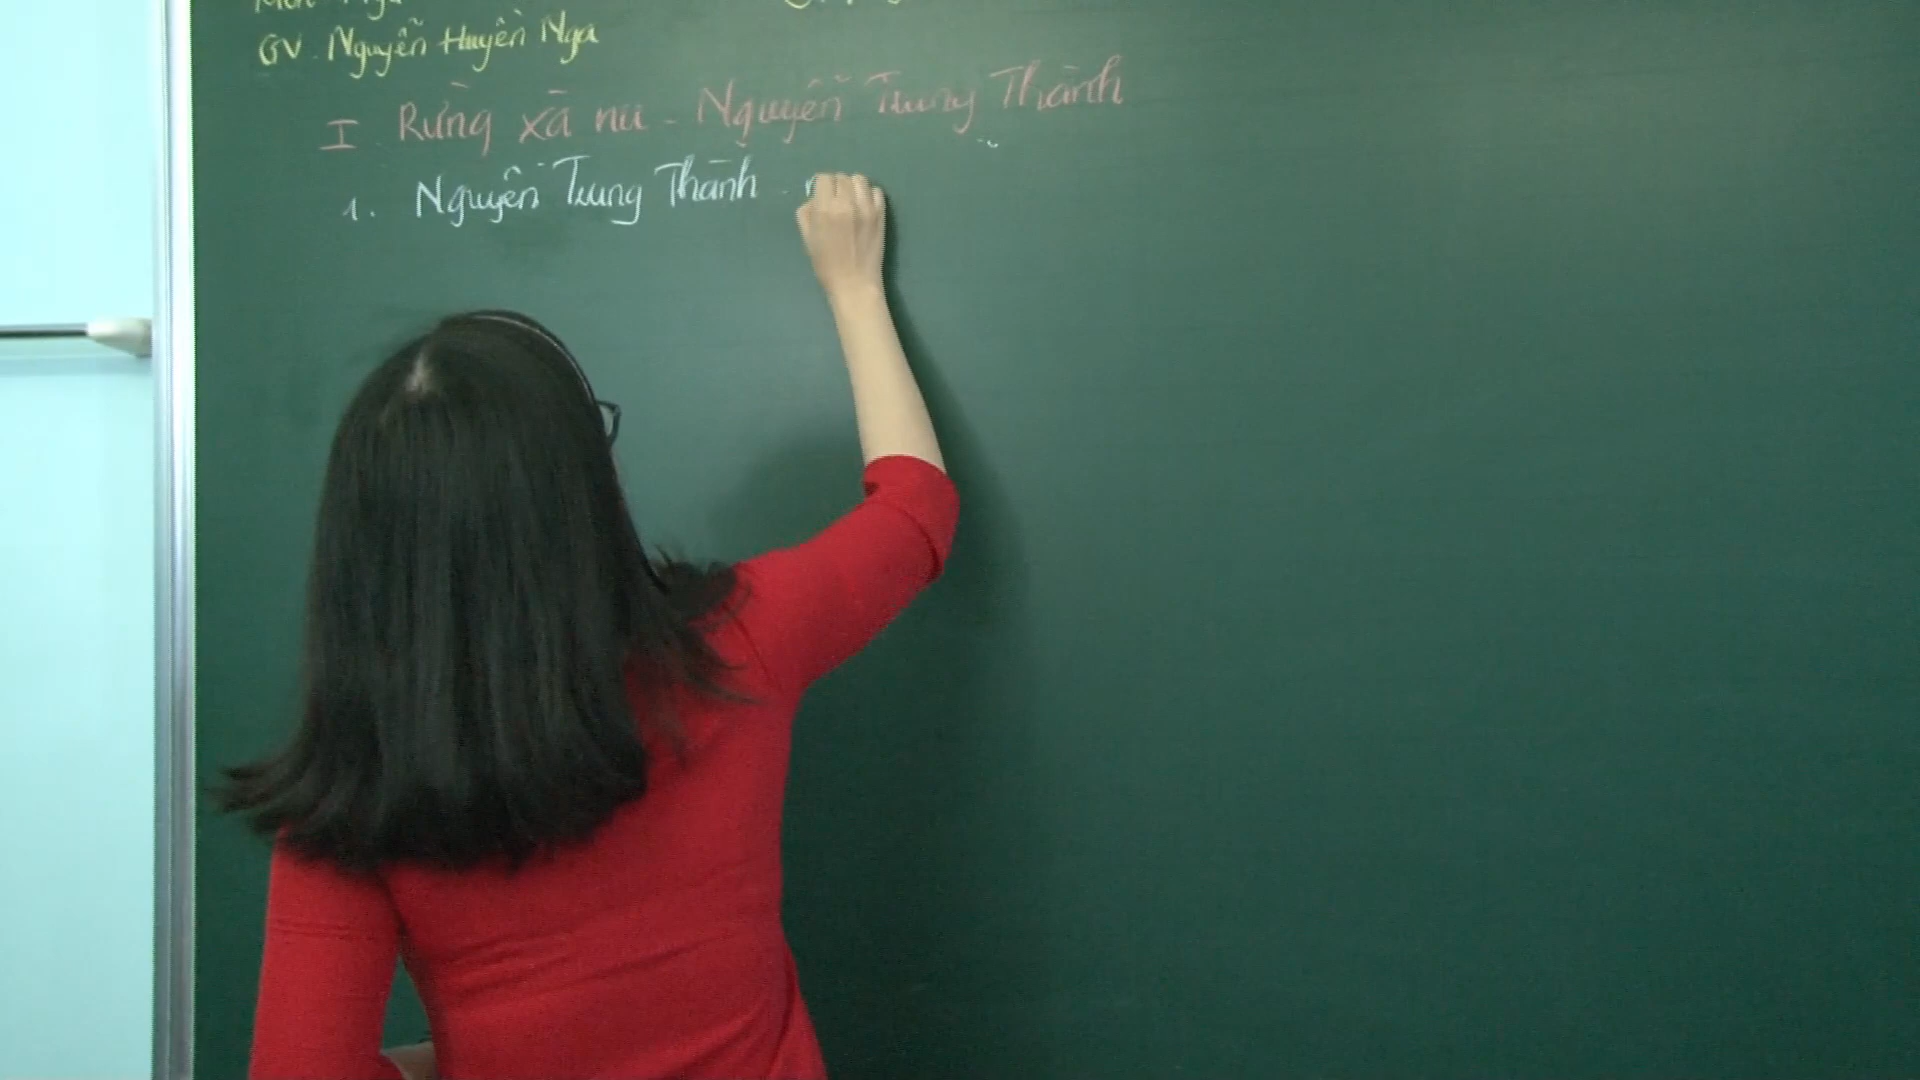 GV. Nguyễn Huyền Nga
I. Rừng xà nu - Nguyễn Trung Thành
1. Nguyễn Trung Thành